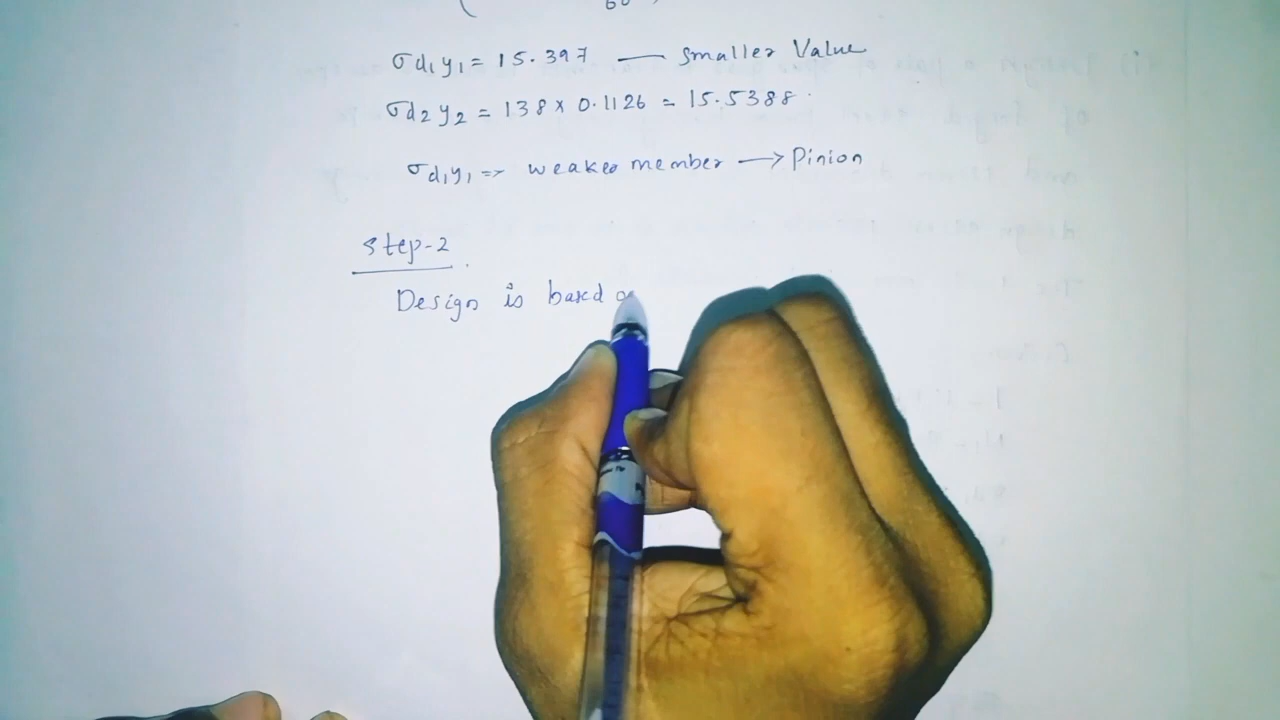 σd₁y₁ = 15.397 — smaller Value
σd₂y₂ = 138 × 0.1126 = 15.5388
σd₁y₁ => weaker member → Pinion
Step-2
Design is based o